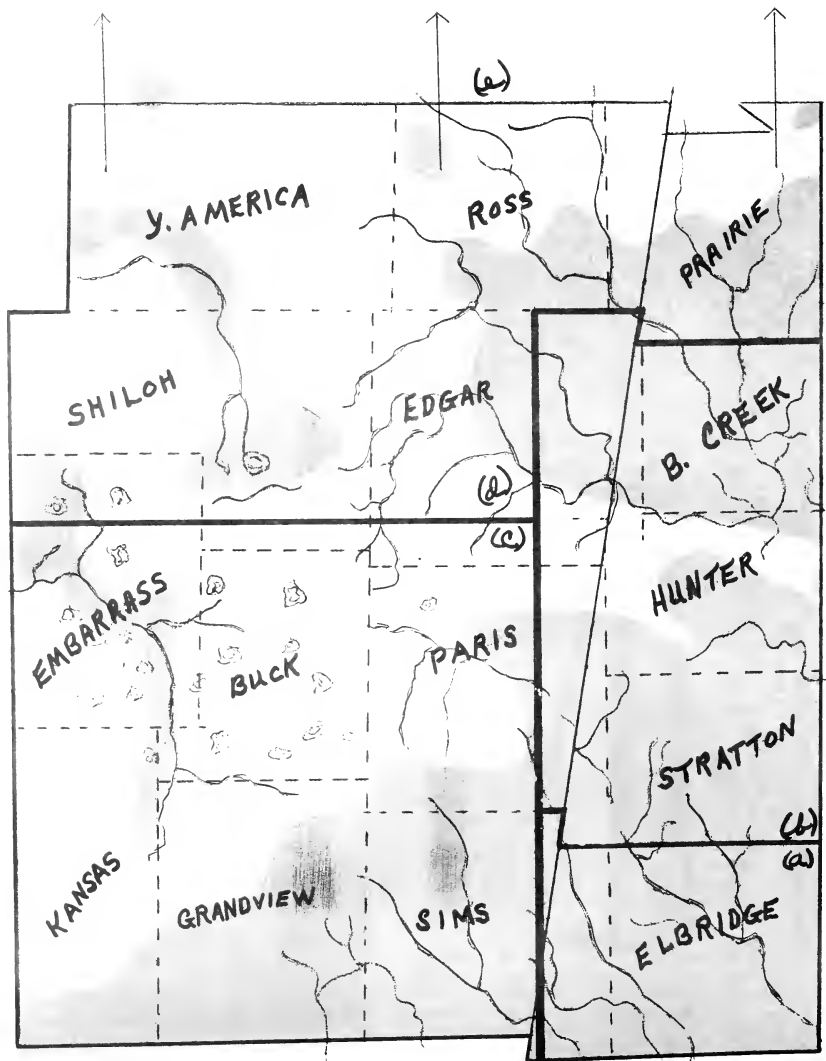 (e)
Y. AMERICA
ROSS
PRAIRIE
SHILOH
EDGAR
B. CREEK
(d)
(c)
EMBARRASS
BUCK
PARIS
HUNTER
STRATTON
(b)
(a)
KANSAS
GRANDVIEW
SIMS
ELBRIDGE